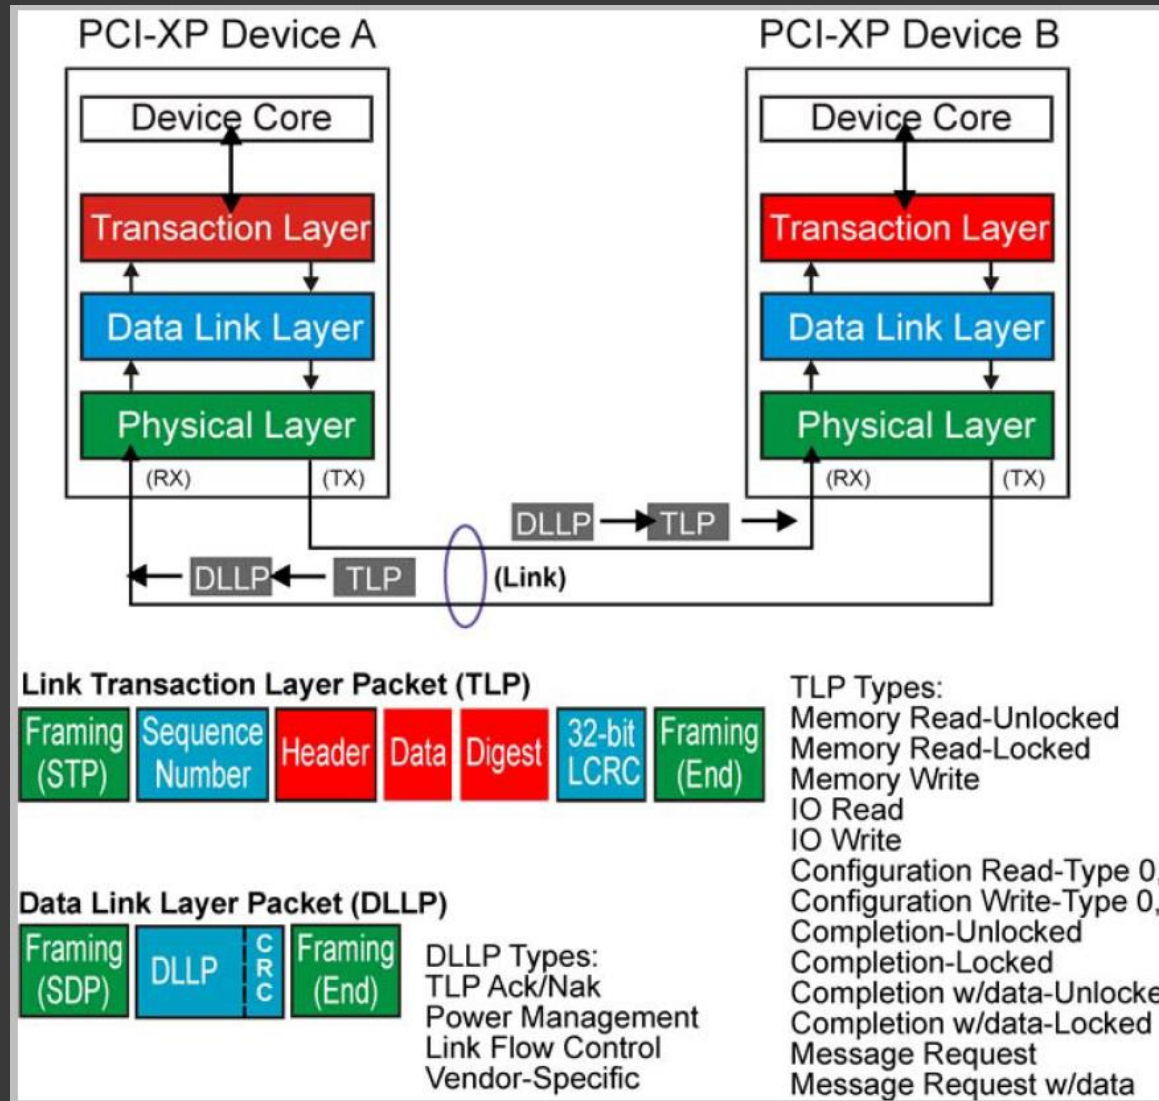 PCI-XP Device A
PCI-XP Device B
Device Core
Transaction Layer
Data Link Layer
Physical Layer
(RX)
(TX)
Device Core
Transaction Layer
Data Link Layer
Physical Layer
(RX)
(TX)
DLLP
TLP
DLLP
TLP
(Link)
Link Transaction Layer Packet (TLP)
Framing
(STP)
Sequence
Number
Header
Data
Digest
32-bit
LCRC
Framing
(End)
Data Link Layer Packet (DLLP)
Framing
(SDP)
DLLP
C
R
C
Framing
(End)
DLLP Types:
TLP Ack/Nak
Power Management
Link Flow Control
Vendor-Specific
TLP Types:
Memory Read-Unlocked
Memory Read-Locked
Memory Write
IO Read
IO Write
Configuration Read-Type 0,
Configuration Write-Type 0,
Completion-Unlocked
Completion-Locked
Completion w/data-Unlocke
Completion w/data-Locked
Message Request
Message Request w/data